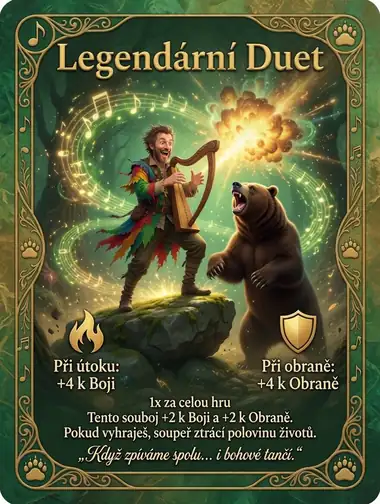 Legendární Duet
Při útoku:
+4 k Boji
Při obraně:
+4 k Obraně
1x za celou hru
Tento souboj +2 k Boji a +2 k Obraně.
Pokud vyhraješ, soupeř ztrácí polovinu životů.
„Když zpíváme spolu... i bohové tančí.“